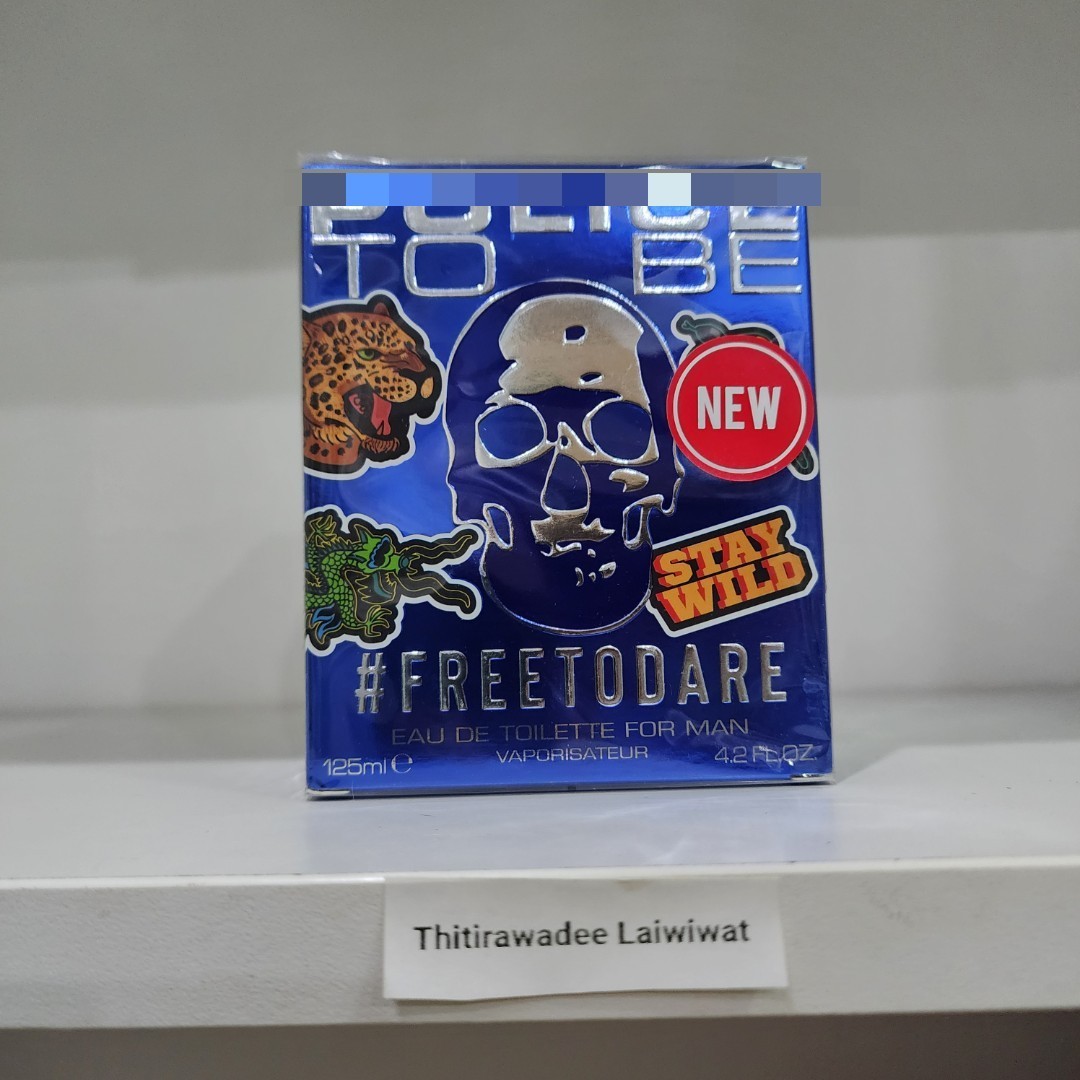 POLICE
TO BE
NEW
STAY
WILD
#FREETODARE
EAU DE TOILETTE FOR MAN
VAPORISATEUR
125ml e
4.2 FL.OZ.
Thitirawadee Laiwiwat